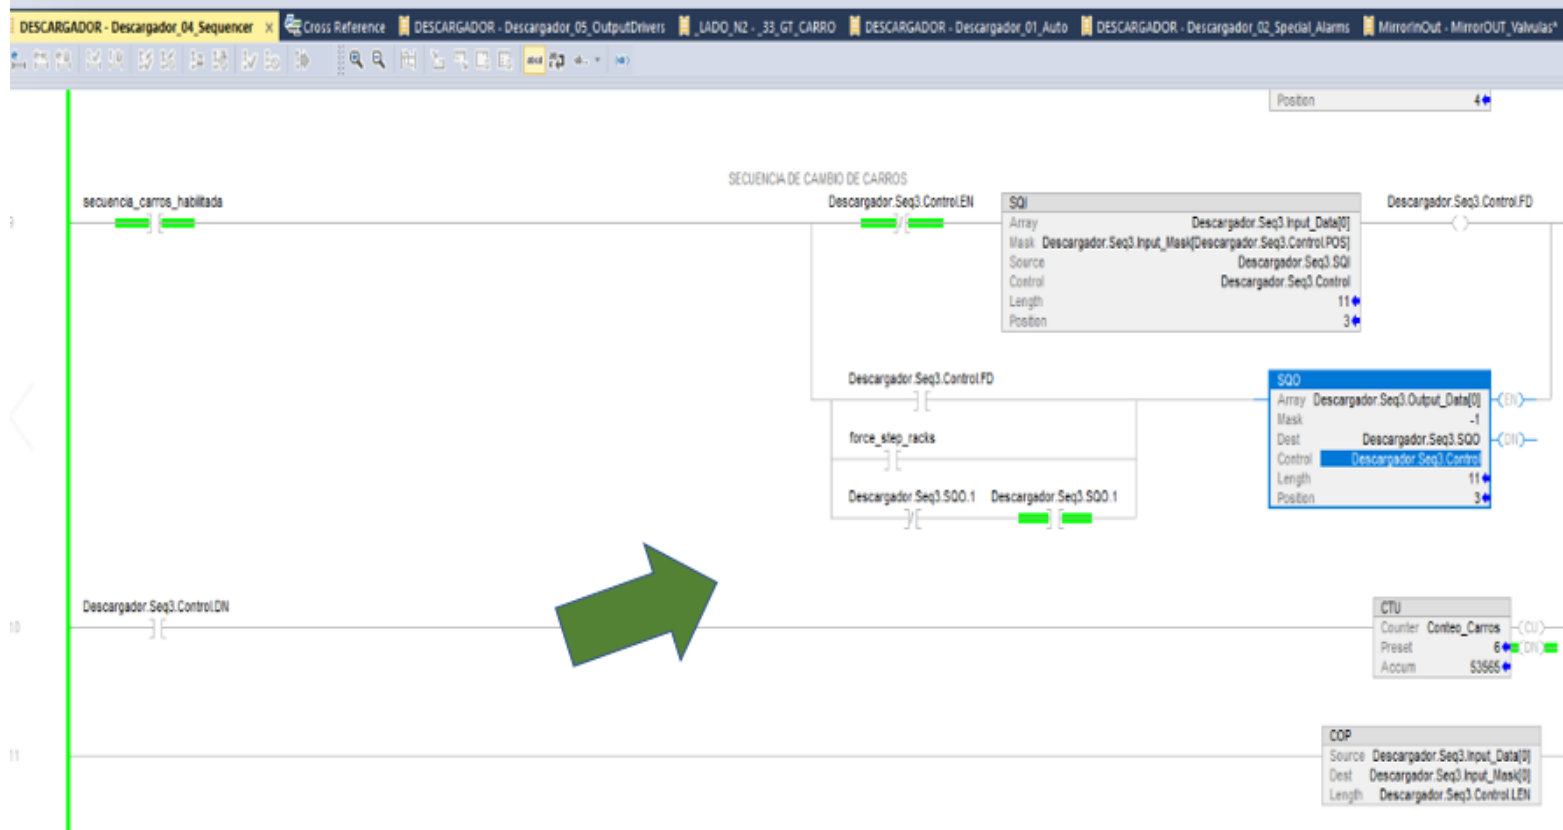 DESCARGADOR - Descargador_04_Sequencer × Cross Reference DESCARGADOR - Descargador_05_OutputDrivers _LADO_N2 - _33_GT_CARRO DESCARGADOR - Descargador_01_Auto DESCARGADOR - Descargador_02_Special_Alarms MirrorInOut - MirrorOUT_Valvulas*
Position 4
SECUENCIA DE CAMBIO DE CARROS
secuencia_carros_habilitada
Descargador.Seq3.Control.EN
SQI
Descargador.Seq3.Control.FD
9
Array Descargador.Seq3.Input_Data[0]
Mask Descargador.Seq3.Input_Mask[Descargador.Seq3.Control.POS]
Source Descargador.Seq3.SQI
Control Descargador.Seq3.Control
Length 11
Position 3
Descargador.Seq3.Control.FD
force_step_racks
Descargador.Seq3.SQO.1 Descargador.Seq3.SQO.1
SQO
Array Descargador.Seq3.Output_Data[0] EN
Mask -1
Dest Descargador.Seq3.SQO DN
Control Descargador.Seq3.Control
Length 11
Position 3
Descargador.Seq3.Control.DN
10
CTU
Counter Conteo_Carros CU
Preset 6 DN
Accum 53565
11
COP
Source Descargador.Seq3.Input_Data[0]
Dest Descargador.Seq3.Input_Mask[0]
Length Descargador.Seq3.Control.LEN